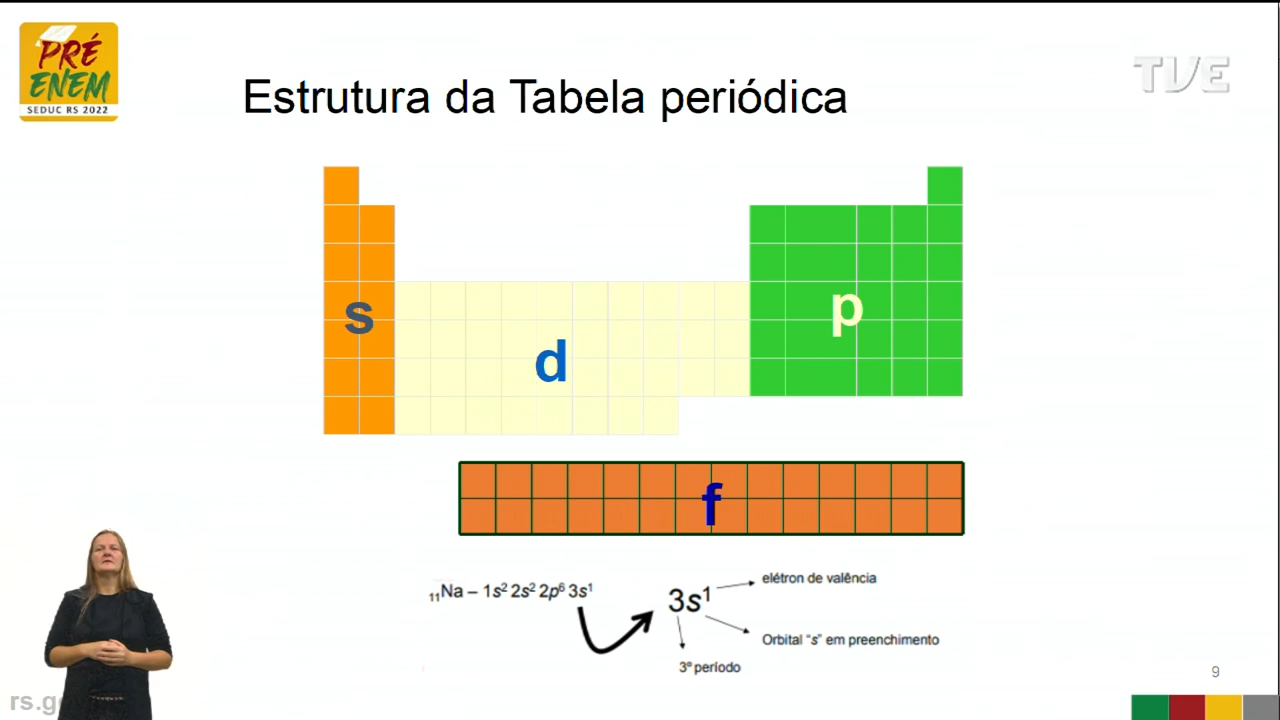 PRÉ
ENEM
SEDUC RS 2022
TVE
Estrutura da Tabela periódica
s
p
d
f
₁₁Na – 1s² 2s² 2p⁶ 3s¹
3s¹
elétron de valência
Orbital “s” em preenchimento
3º período
9